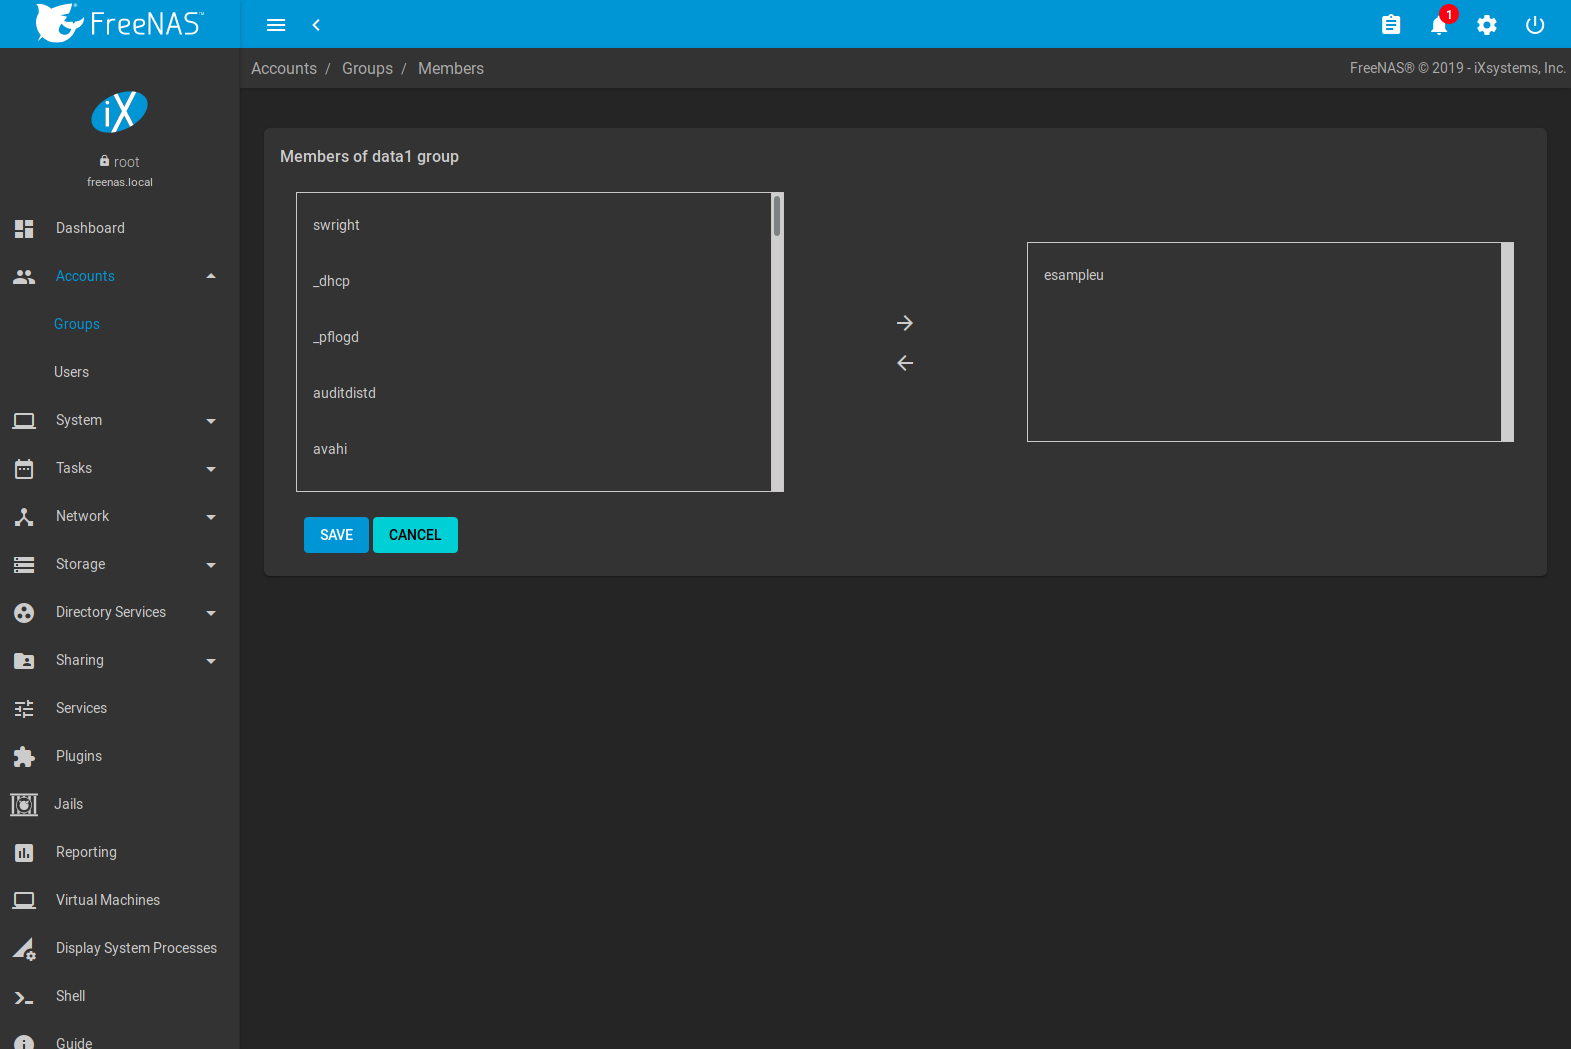 FreeNAS™
1
Accounts / Groups / Members
FreeNAS® © 2019 - iXsystems, Inc.
iX
root
freenas.local
Dashboard
Accounts
Groups
Users
System
Tasks
Network
Storage
Directory Services
Sharing
Services
Plugins
Jails
Reporting
Virtual Machines
Display System Processes
Shell
Guide
Members of data1 group
swright
_dhcp
_pflogd
auditdistd
avahi
esampleu
SAVE CANCEL